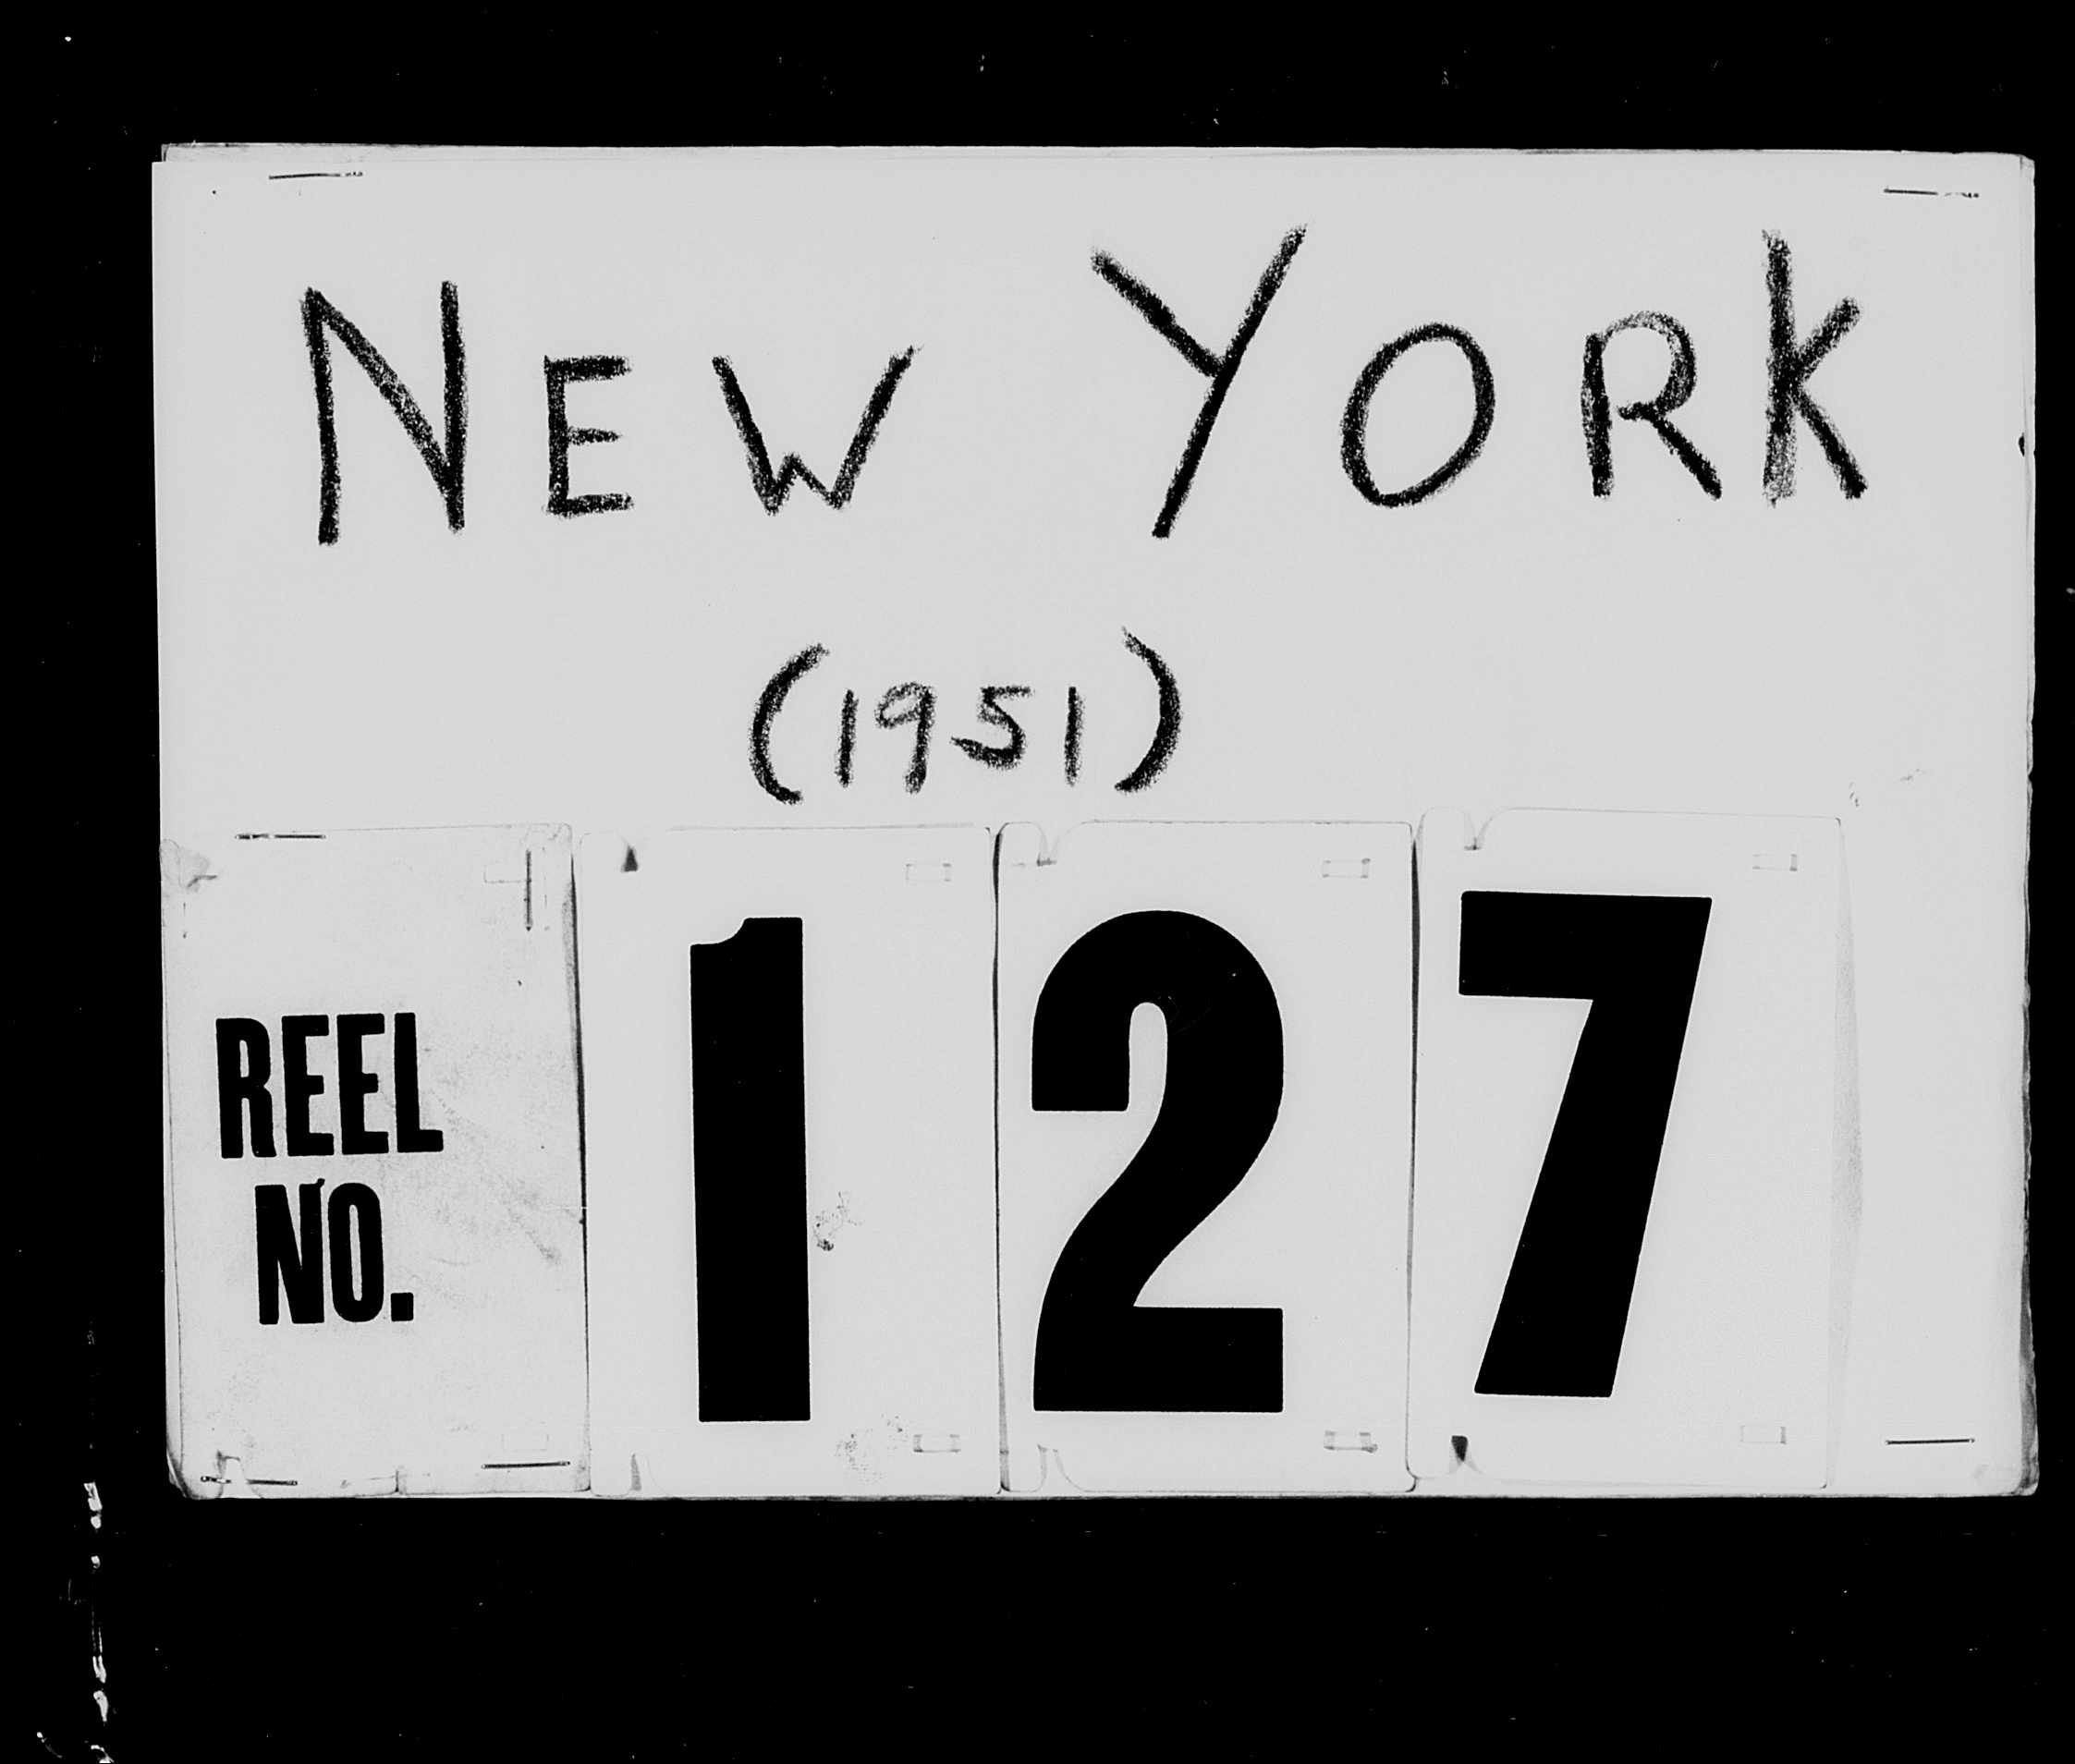 NEW YORK
(1951)
REEL
NO.
127